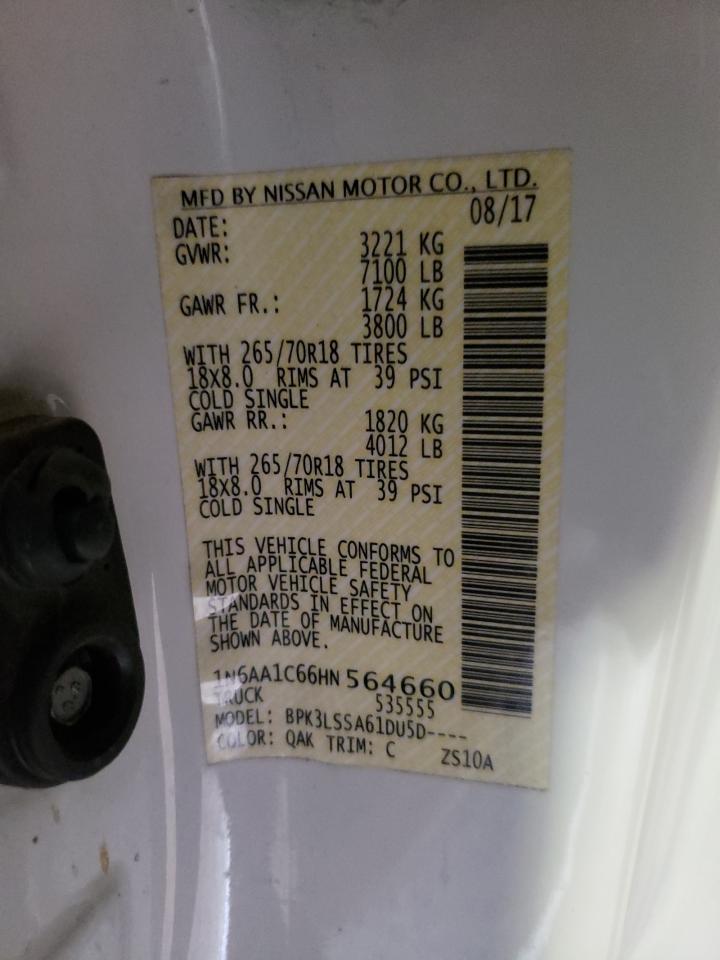 MFD BY NISSAN MOTOR CO., LTD.
DATE: 08/17
GVWR: 3221 KG
7100 LB
GAWR FR.: 1724 KG
3800 LB
WITH 265/70R18 TIRES
18X8.0 RIMS AT 39 PSI
COLD SINGLE
GAWR RR.: 1820 KG
4012 LB
WITH 265/70R18 TIRES
18X8.0 RIMS AT 39 PSI
COLD SINGLE
THIS VEHICLE CONFORMS TO
ALL APPLICABLE FEDERAL
MOTOR VEHICLE SAFETY
STANDARDS IN EFFECT ON
THE DATE OF MANUFACTURE
SHOWN ABOVE.
1N6AA1C66HN 564660
TRUCK 535555
MODEL: BPK3LSSA61DU5D----
COLOR: QAK TRIM: C ZS10A